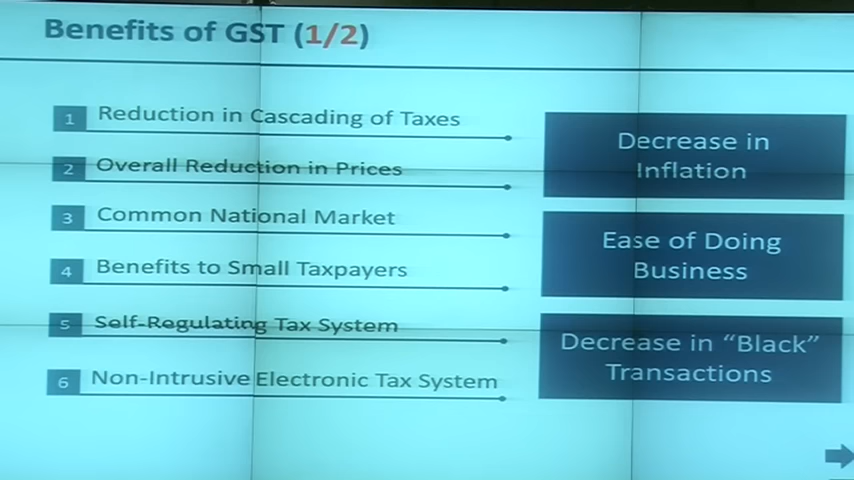 Benefits of GST (1/2)
1 Reduction in Cascading of Taxes
2 Overall Reduction in Prices
3 Common National Market
4 Benefits to Small Taxpayers
5 Self-Regulating Tax System
6 Non-Intrusive Electronic Tax System
Decrease in
Inflation
Ease of Doing
Business
Decrease in “Black”
Transactions